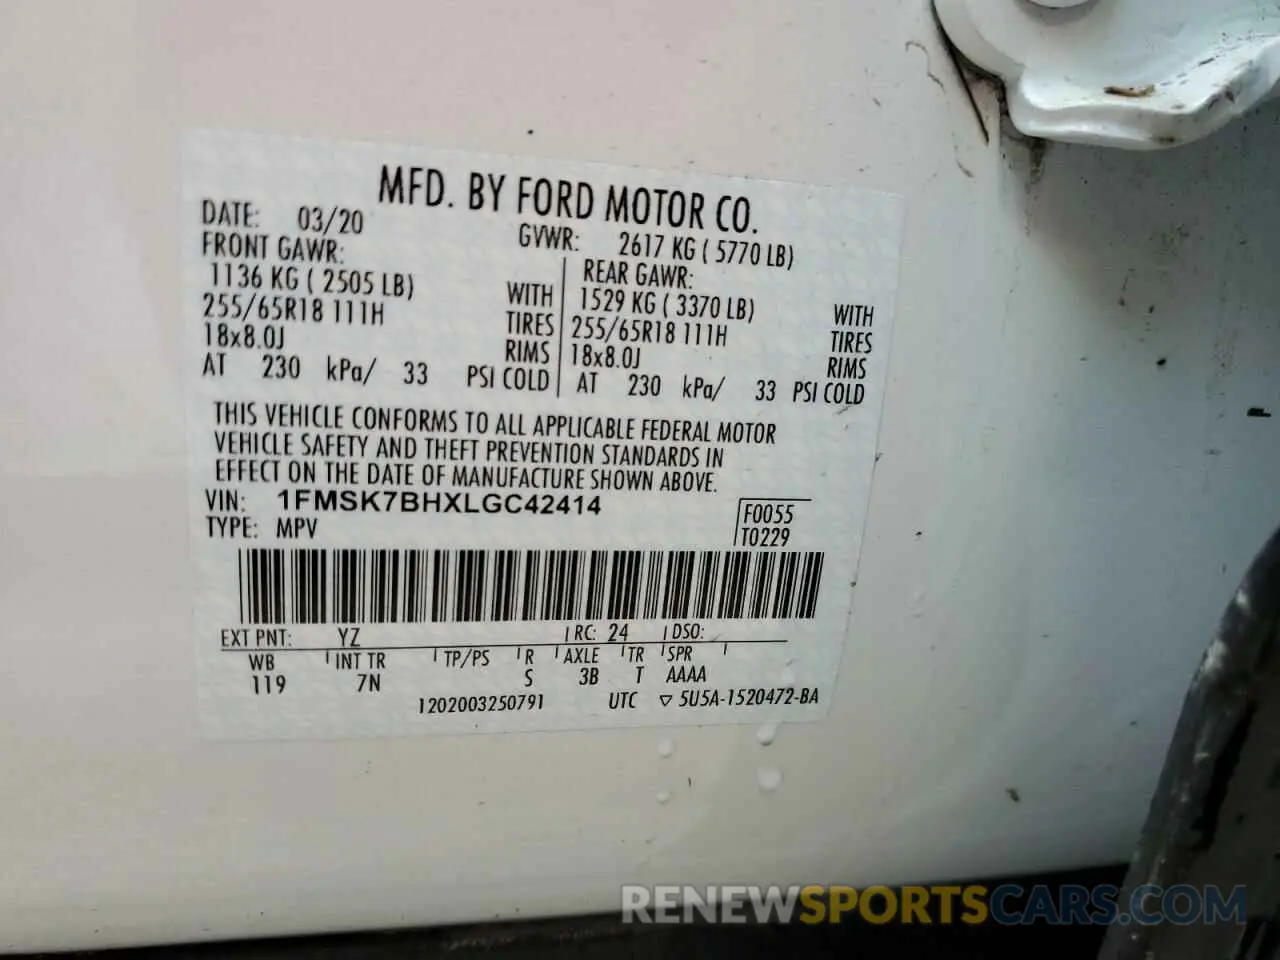 MFD. BY FORD MOTOR CO.
DATE: 03/20 GVWR: 2617 KG ( 5770 LB)
FRONT GAWR: REAR GAWR:
1136 KG ( 2505 LB) WITH 1529 KG ( 3370 LB) WITH
255/65R18 111H TIRES 255/65R18 111H TIRES
18x8.0J RIMS 18x8.0J RIMS
AT 230 kPa/ 33 PSI COLD AT 230 kPa/ 33 PSI COLD
THIS VEHICLE CONFORMS TO ALL APPLICABLE FEDERAL MOTOR
VEHICLE SAFETY AND THEFT PREVENTION STANDARDS IN
EFFECT ON THE DATE OF MANUFACTURE SHOWN ABOVE.
VIN: 1FMSK7BHXLGC42414 F0055
TYPE: MPV T0229
EXT PNT: YZ RC: 24 DSO:
WB INT TR TP/PS R AXLE TR SPR
119 7N S 3B T AAAA
1202003250791 UTC ▽ 5U5A-1520472-BA
RENEWSPORTSCARS.COM